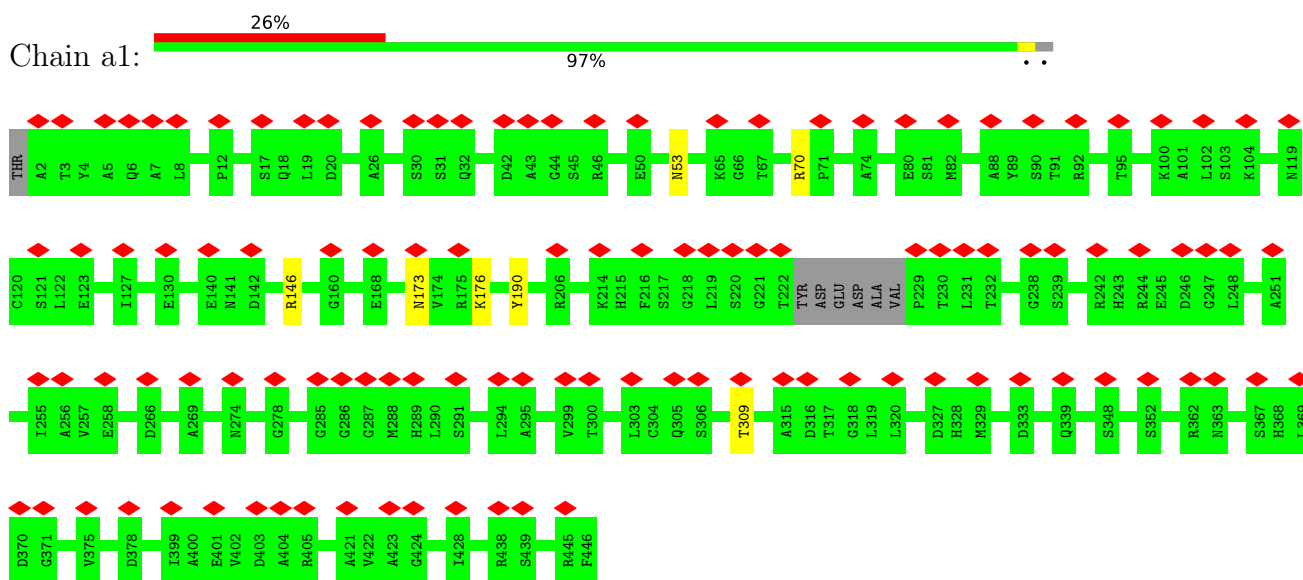 26%
Chain a1:
97%
. .
THR A2 T3 Y4 A5 Q6 A7 L8 P12 S17 Q18 L19 D20 A26 S30 S31 Q32 D42 A43 G44 S45 R46 E50 N53 K65 G66 T67 R70 P71 A74 E80 S81 M82 A88 Y89 S90 T91 R92 T95 K100 A101 L102 S103 K104 N119
C120 S121 L122 E123 I127 E130 E140 N141 D142 R146 G160 E168 N173 V174 R175 K176 Y190 R206 K214 H215 F216 S217 G218 L219 S220 G221 T222 TYR ASP GLU ASP ALA VAL P229 T230 L231 T232 G238 S239 R242 H243 R244 E245 D246 G247 L248 A251
I255 A256 V257 E258 D266 A269 N274 G278 G285 G286 G287 M288 H289 L290 S291 L294 A295 V299 T300 L303 C304 Q305 S306 T309 A315 D316 T317 G318 L319 L320 D327 H328 M329 D333 Q339 S348 S352 R362 N363 S367 H368 L369
D370 G371 V375 D378 I399 A400 E401 V402 D403 A404 R405 A421 V422 A423 G424 I428 R438 S439 R445 F446